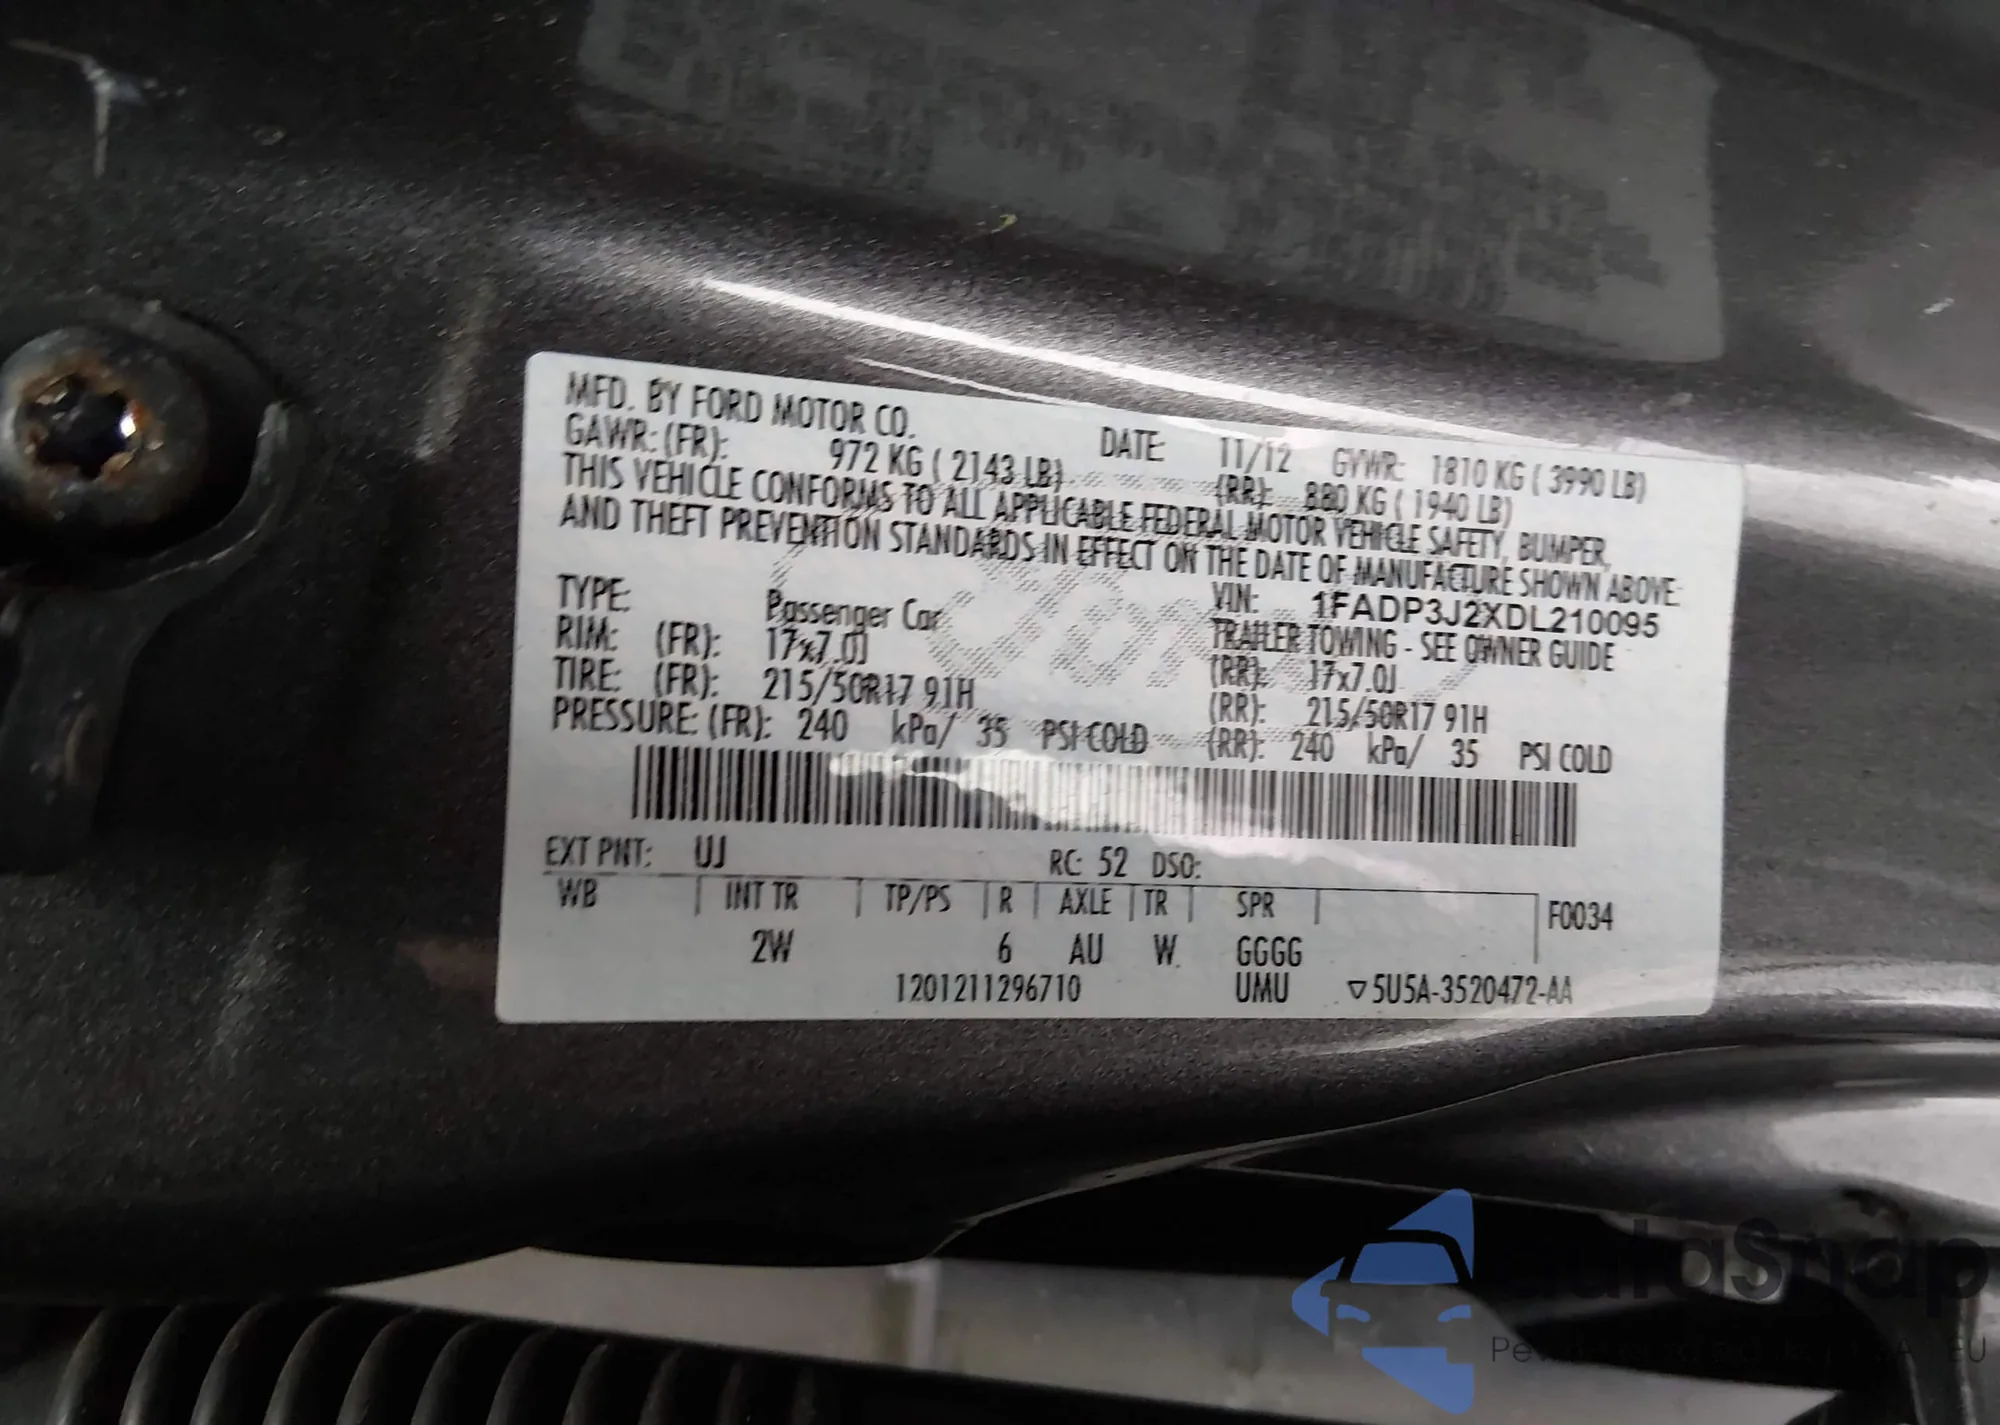 MFD. BY FORD MOTOR CO.
DATE: 11/12 GVWR: 1810 KG ( 3990 LB)
GAWR: (FR): 972 KG ( 2143 LB) (RR): 880 KG ( 1940 LB)
THIS VEHICLE CONFORMS TO ALL APPLICABLE FEDERAL MOTOR VEHICLE SAFETY, BUMPER,
AND THEFT PREVENTION STANDARDS IN EFFECT ON THE DATE OF MANUFACTURE SHOWN ABOVE.
VIN: 1FADP3J2XDL210095
TYPE: Passenger Car TRAILER TOWING - SEE OWNER GUIDE
RIM: (FR): 17x7.0J (RR): 17x7.0J
TIRE: (FR): 215/50R17 91H (RR): 215/50R17 91H
PRESSURE: (FR): 240 kPa/ 35 PSI COLD (RR): 240 kPa/ 35 PSI COLD
EXT PNT: UJ RC: 52 DSO:
WB INT TR TP/PS R AXLE TR SPR F0034
2W 6 AU W GGGG
1201211296710 UMU ▽5U5A-3520472-AA
autoSnap